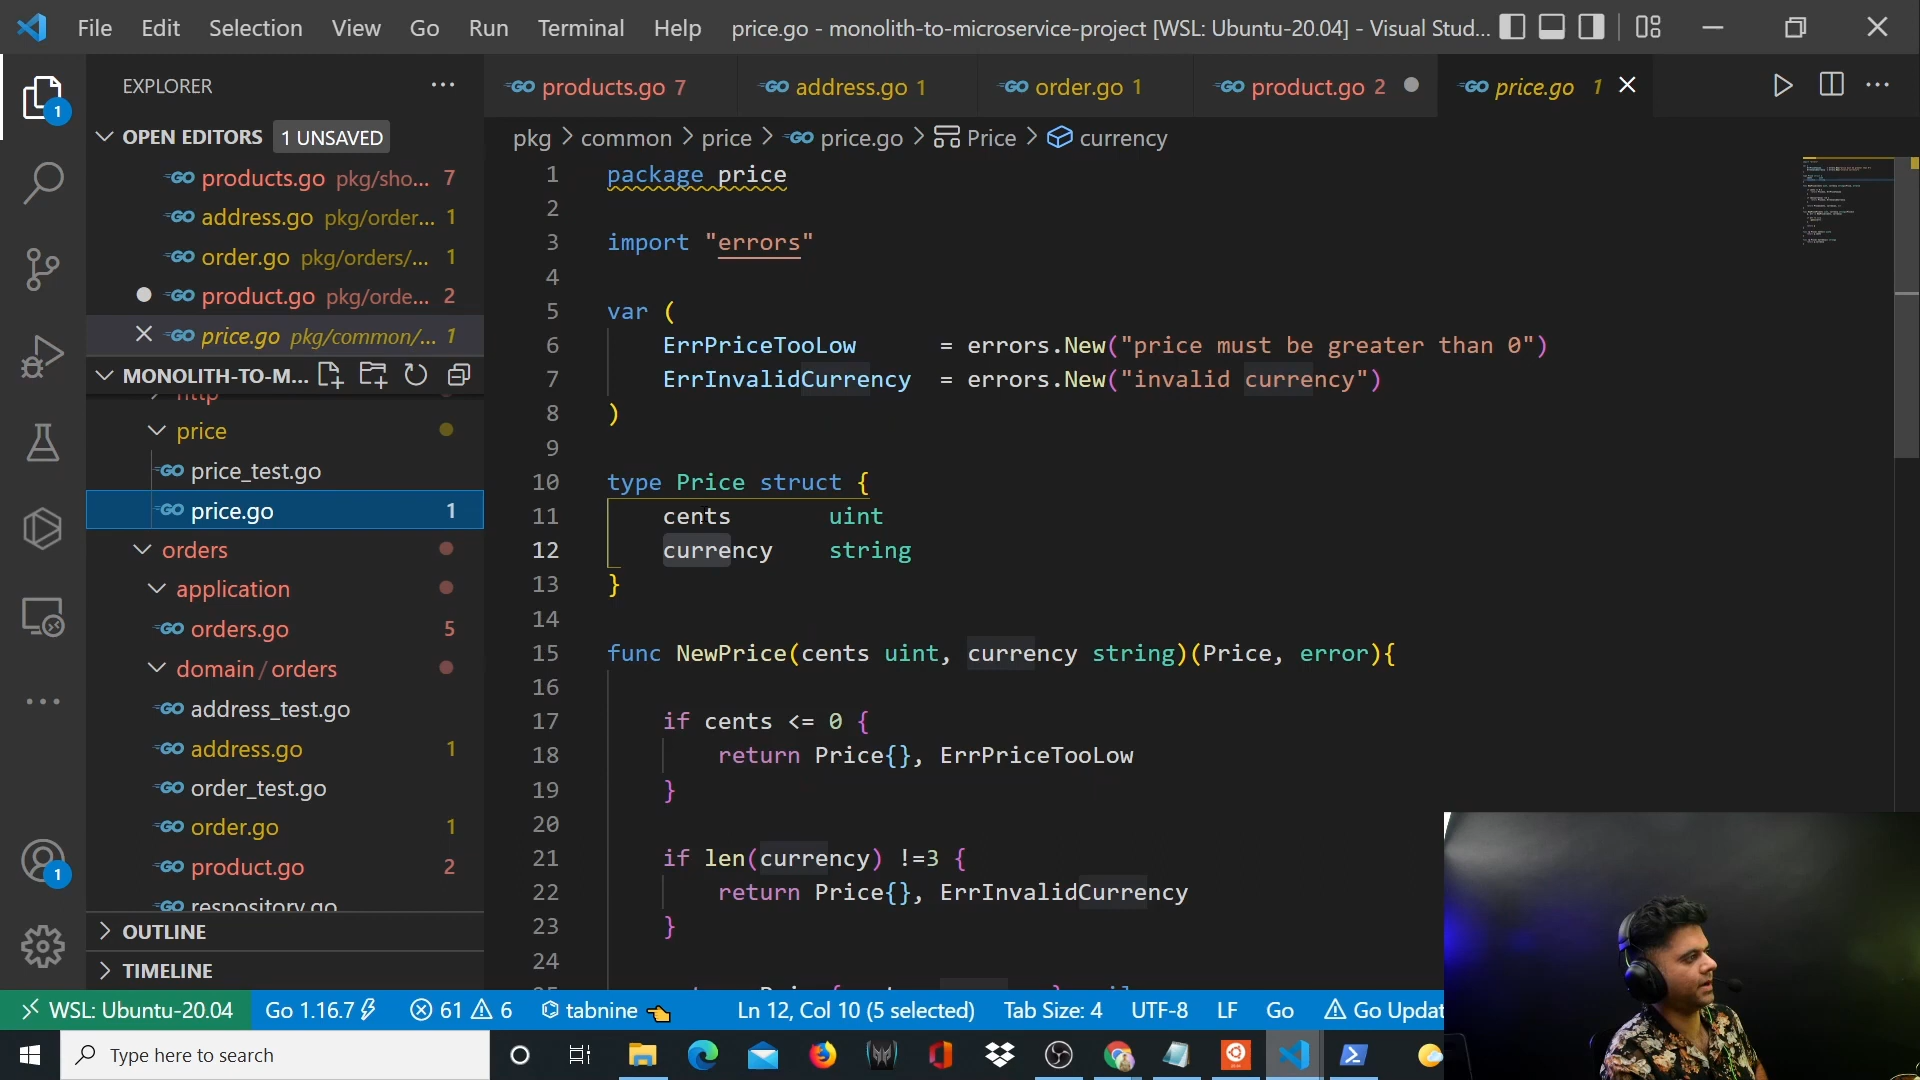 File Edit Selection View Go Run Terminal Help price.go - monolith-to-microservice-project [WSL: Ubuntu-20.04] - Visual Stud...
EXPLORER
OPEN EDITORS 1 UNSAVED
products.go pkg/sho... 7
address.go pkg/order... 1
order.go pkg/orders/... 1
product.go pkg/orde... 2
price.go pkg/common/... 1
MONOLITH-TO-M...
http
price
price_test.go
price.go 1
orders
application
orders.go 5
domain/orders
address_test.go
address.go 1
order_test.go
order.go 1
product.go 2
respository.go
OUTLINE
TIMELINE
products.go 7 address.go 1 order.go 1 product.go 2 price.go 1
pkg > common > price > price.go > Price > currency
1 package price
2
3 import "errors"
4
5 var (
6 ErrPriceTooLow = errors.New("price must be greater than 0")
7 ErrInvalidCurrency = errors.New("invalid currency")
8 )
9
10 type Price struct {
11 cents uint
12 currency string
13 }
14
15 func NewPrice(cents uint, currency string)(Price, error){
16
17 if cents <= 0 {
18 return Price{}, ErrPriceTooLow
19 }
20
21 if len(currency) !=3 {
22 return Price{}, ErrInvalidCurrency
23 }
24
WSL: Ubuntu-20.04 Go 1.16.7 61 6 tabnine Ln 12, Col 10 (5 selected) Tab Size: 4 UTF-8 LF Go Go Updat
Type here to search